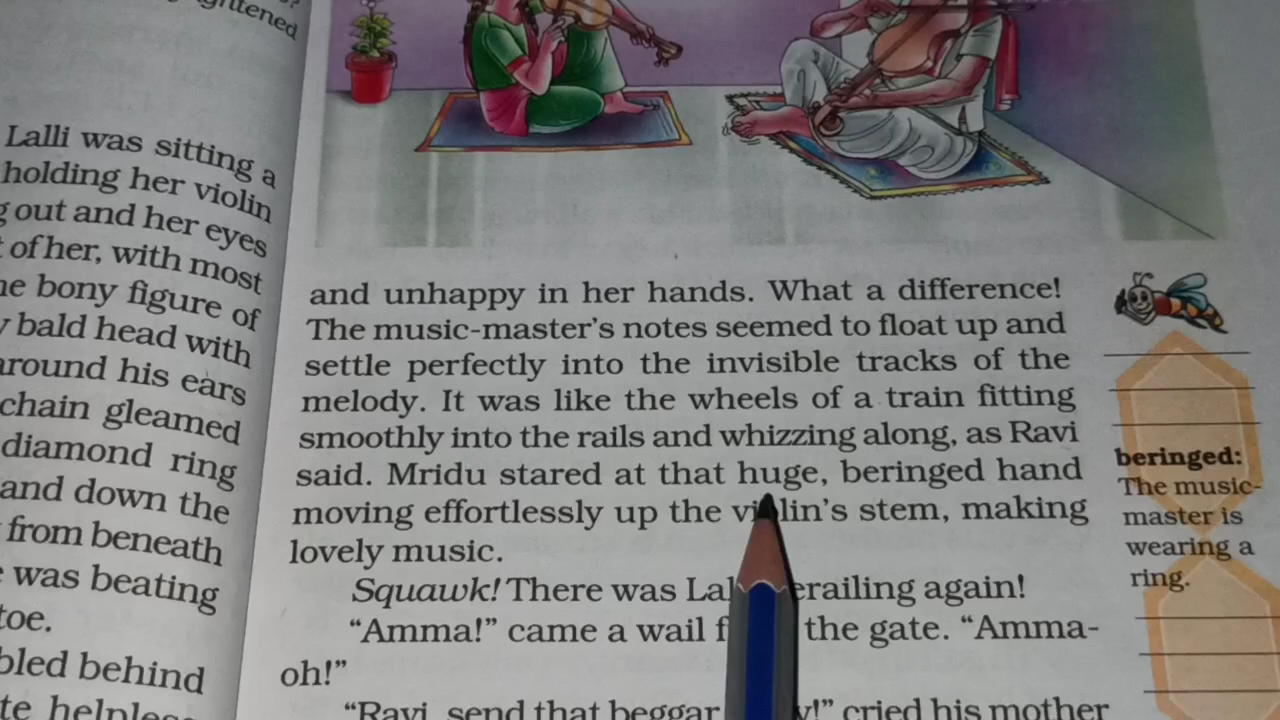 ghtened
Lalli was sitting a
holding her violin
out and her eyes
of her, with most
bony figure of
bald head with
around his ears
chain gleamed
diamond ring
and down the
from beneath
was beating
toe.
behind
and unhappy in her hands. What a difference!
The music-master's notes seemed to float up and
settle perfectly into the invisible tracks of the
melody. It was like the wheels of a train fitting
smoothly into the rails and whizzing along, as Ravi
said. Mridu stared at that huge, beringed hand
moving effortlessly up the violin's stem, making
lovely music.
Squawk! There was derailing again!
"Amma!" came a wail the gate. "Amma-
oh!"
"Ravi, send that beggar cried his mother
beringed:
The music-
master is
wearing a
ring.